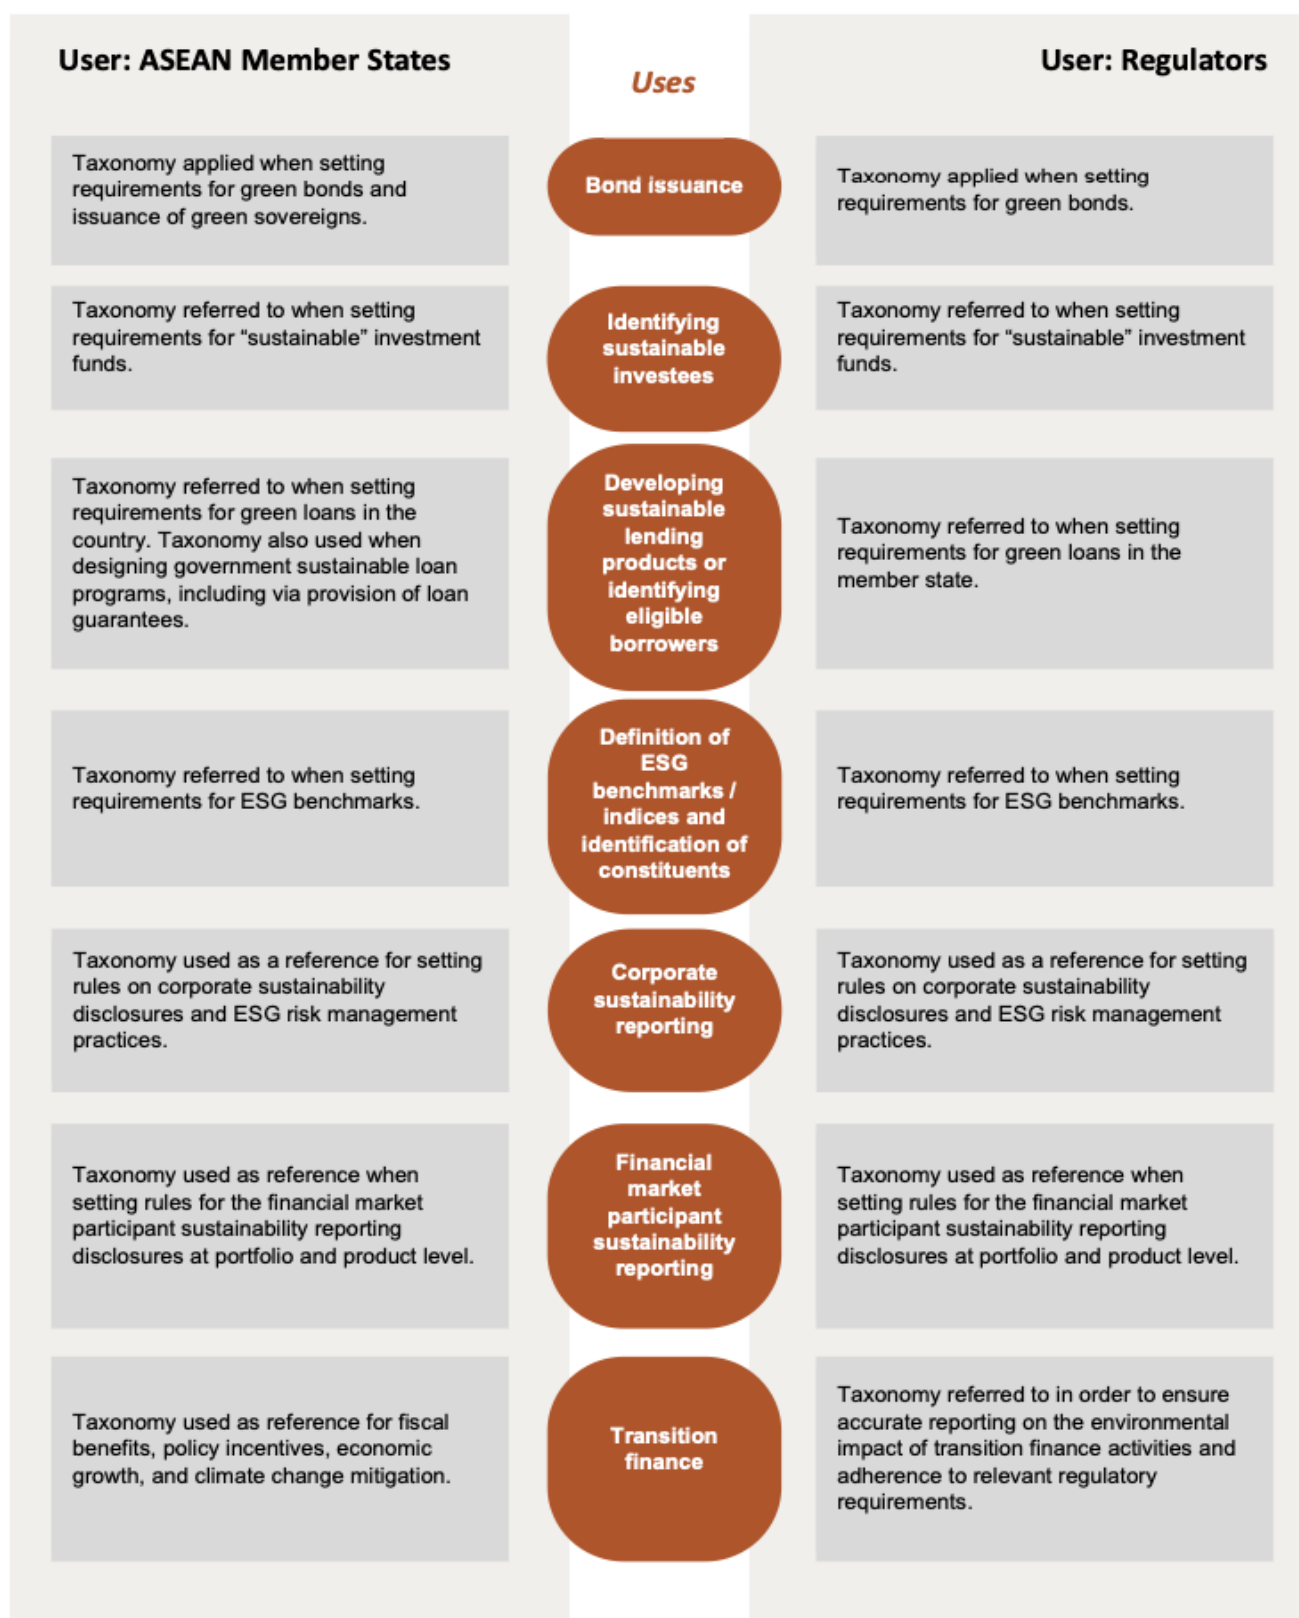 User: ASEAN Member States
Uses
User: Regulators
Taxonomy applied when setting
requirements for green bonds and
issuance of green sovereigns.
Bond issuance
Taxonomy applied when setting
requirements for green bonds.
Taxonomy referred to when setting
requirements for “sustainable” investment
funds.
Identifying
sustainable
investees
Taxonomy referred to when setting
requirements for “sustainable” investment
funds.
Taxonomy referred to when setting
requirements for green loans in the
country. Taxonomy also used when
designing government sustainable loan
programs, including via provision of loan
guarantees.
Developing
sustainable
lending
products or
identifying
eligible
borrowers
Taxonomy referred to when setting
requirements for green loans in the
member state.
Taxonomy referred to when setting
requirements for ESG benchmarks.
Definition of
ESG
benchmarks /
indices and
identification of
constituents
Taxonomy referred to when setting
requirements for ESG benchmarks.
Taxonomy used as a reference for setting
rules on corporate sustainability
disclosures and ESG risk management
practices.
Corporate
sustainability
reporting
Taxonomy used as a reference for setting
rules on corporate sustainability
disclosures and ESG risk management
practices.
Taxonomy used as reference when
setting rules for the financial market
participant sustainability reporting
disclosures at portfolio and product level.
Financial
market
participant
sustainability
reporting
Taxonomy used as reference when
setting rules for the financial market
participant sustainability reporting
disclosures at portfolio and product level.
Taxonomy used as reference for fiscal
benefits, policy incentives, economic
growth, and climate change mitigation.
Transition
finance
Taxonomy referred to in order to ensure
accurate reporting on the environmental
impact of transition finance activities and
adherence to relevant regulatory
requirements.